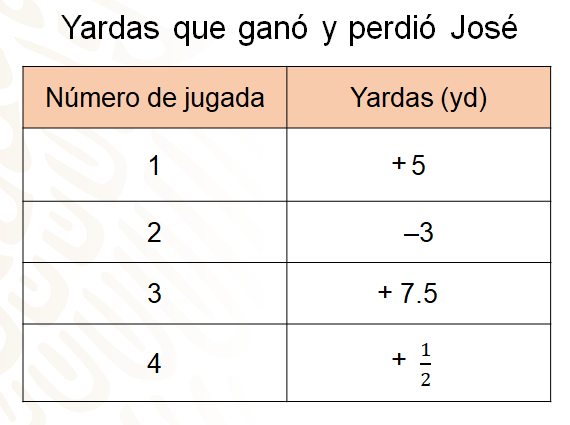 Yardas que ganó y perdió José
Número de jugada Yardas (yd)
1 + 5
2 –3
3 + 7.5
4 + 1/2